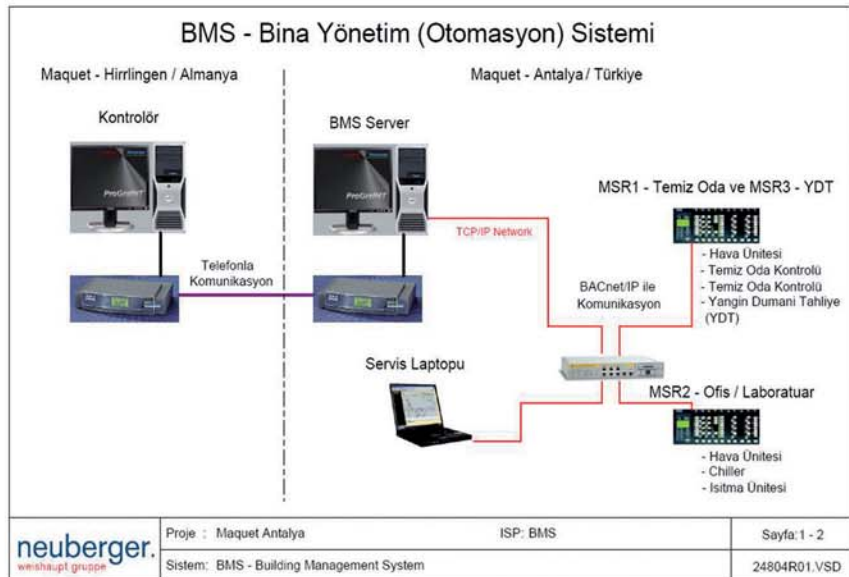 BMS - Bina Yönetim (Otomasyon) Sistemi
Maquet - Hirrlingen / Almanya
Maquet - Antalya / Türkiye
Kontrolör
BMS Server
ProGrafNT
ProGrafNT
MSR1 - Temiz Oda ve MSR3 - YDT
TCP/IP Network
- Hava Ünitesi
- Temiz Oda Kontrolü
- Temiz Oda Kontrolü
- Yangin Dumani Tahliye
(YDT)
Telefonla
Komunikasyon
BACnet/IP ile
Komunikasyon
Servis Laptopu
MSR2 - Ofis / Laboratuar
- Hava Ünitesi
- Chiller
- Isitma Ünitesi
neuberger.
weishaupt gruppe
Proje : Maquet Antalya
ISP: BMS
Sayfa:1 - 2
Sistem: BMS - Building Management System
24804R01.VSD